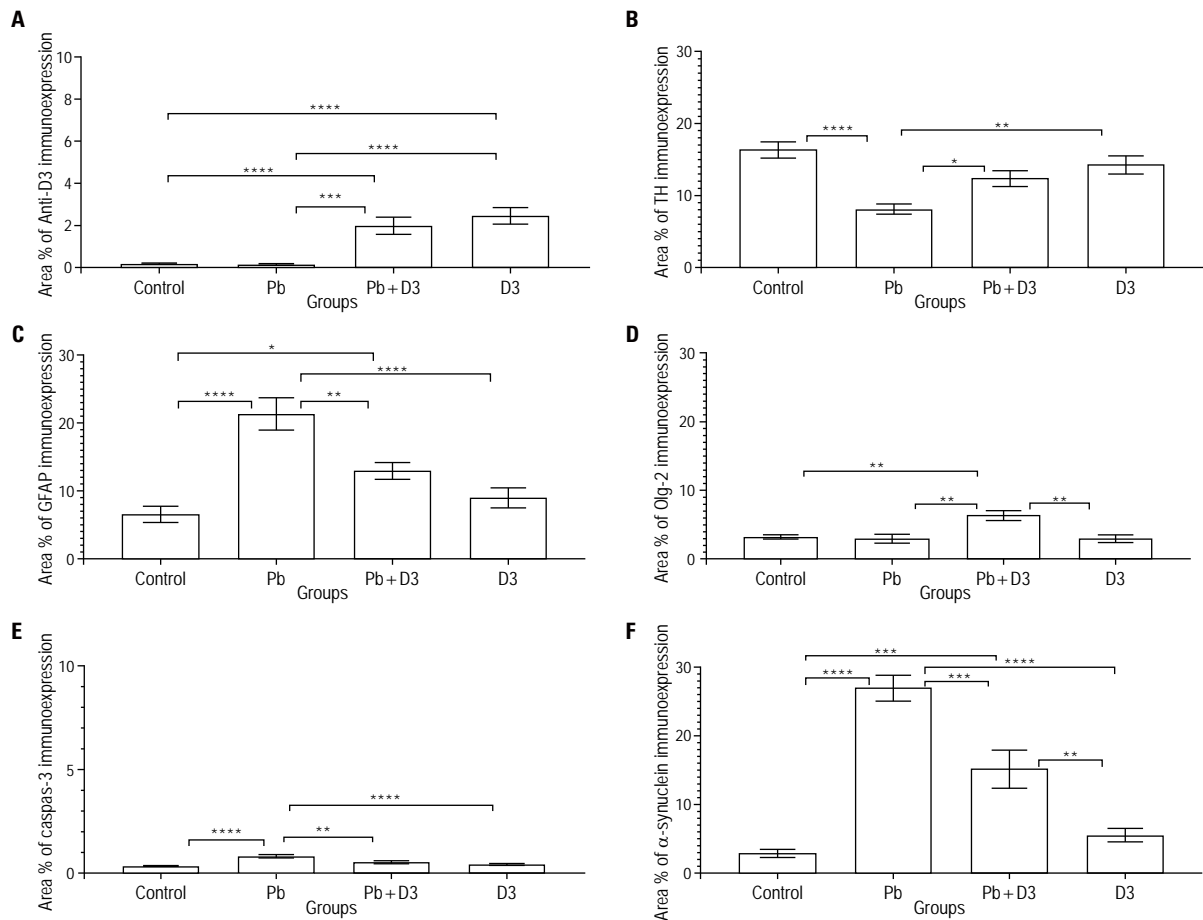 A
Area % of Anti-D3 immunoexpression
10
8
6
4
2
0
****
****
****
***
Control Pb Pb + D3 D3
Groups
B
Area % of TH immunoexpression
30
20
10
0
****
**
*
Control Pb Pb + D3 D3
Groups
C
Area % of GFAP immunoexpression
30
20
10
0
*
****
****
**
Control Pb Pb + D3 D3
Groups
D
Area % of Olg-2 immunoexpression
30
20
10
0
**
**
**
Control Pb Pb + D3 D3
Groups
E
Area % of caspas-3 immunoexpression
10
5
0
****
****
**
Control Pb Pb + D3 D3
Groups
F
Area % of α-synuclein immunoexpression
30
20
10
0
***
****
****
***
**
Control Pb Pb + D3 D3
Groups